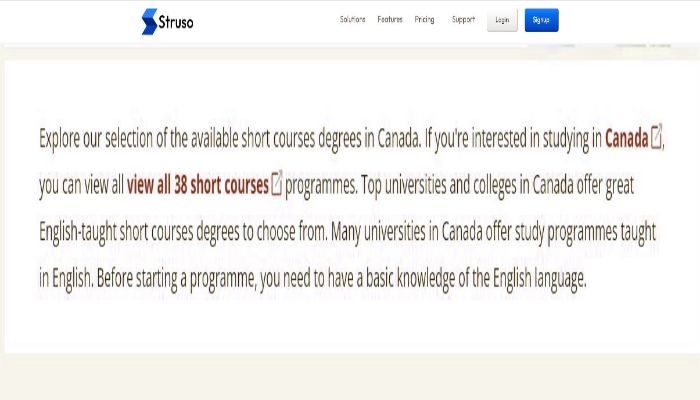 Struso
Solutions Features Pricing Support Login Signup
Explore our selection of the available short courses degrees in Canada. If you're interested in studying in Canada,
you can view all view all 38 short courses programmes. Top universities and colleges in Canada offer great
English-taught short courses degrees to choose from. Many universities in Canada offer study programmes taught
in English. Before starting a programme, you need to have a basic knowledge of the English language.